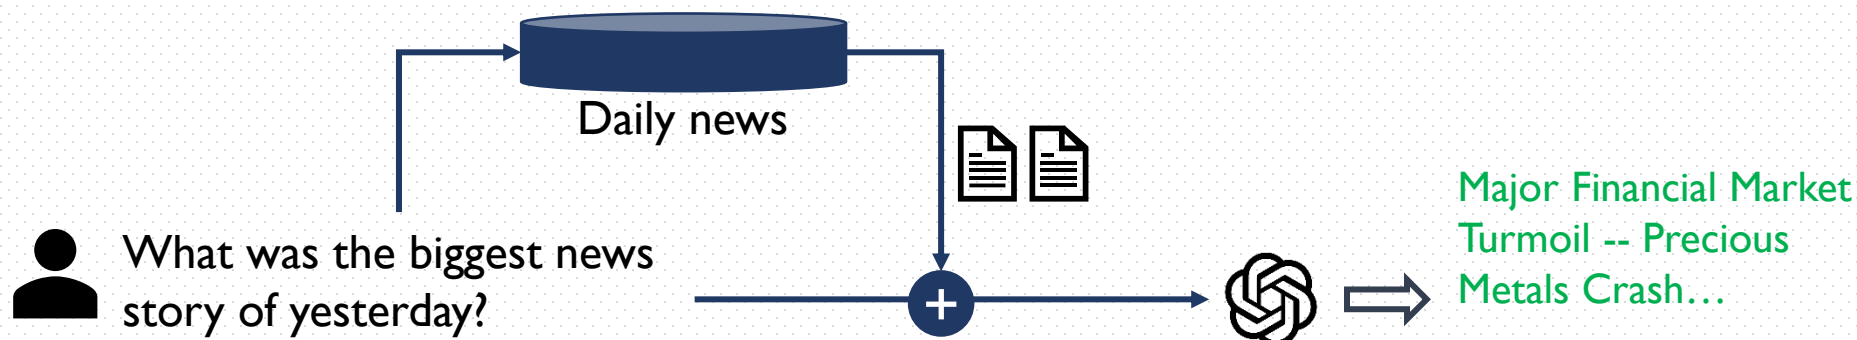 Daily news
What was the biggest news
story of yesterday?
+
Major Financial Market
Turmoil -- Precious
Metals Crash…